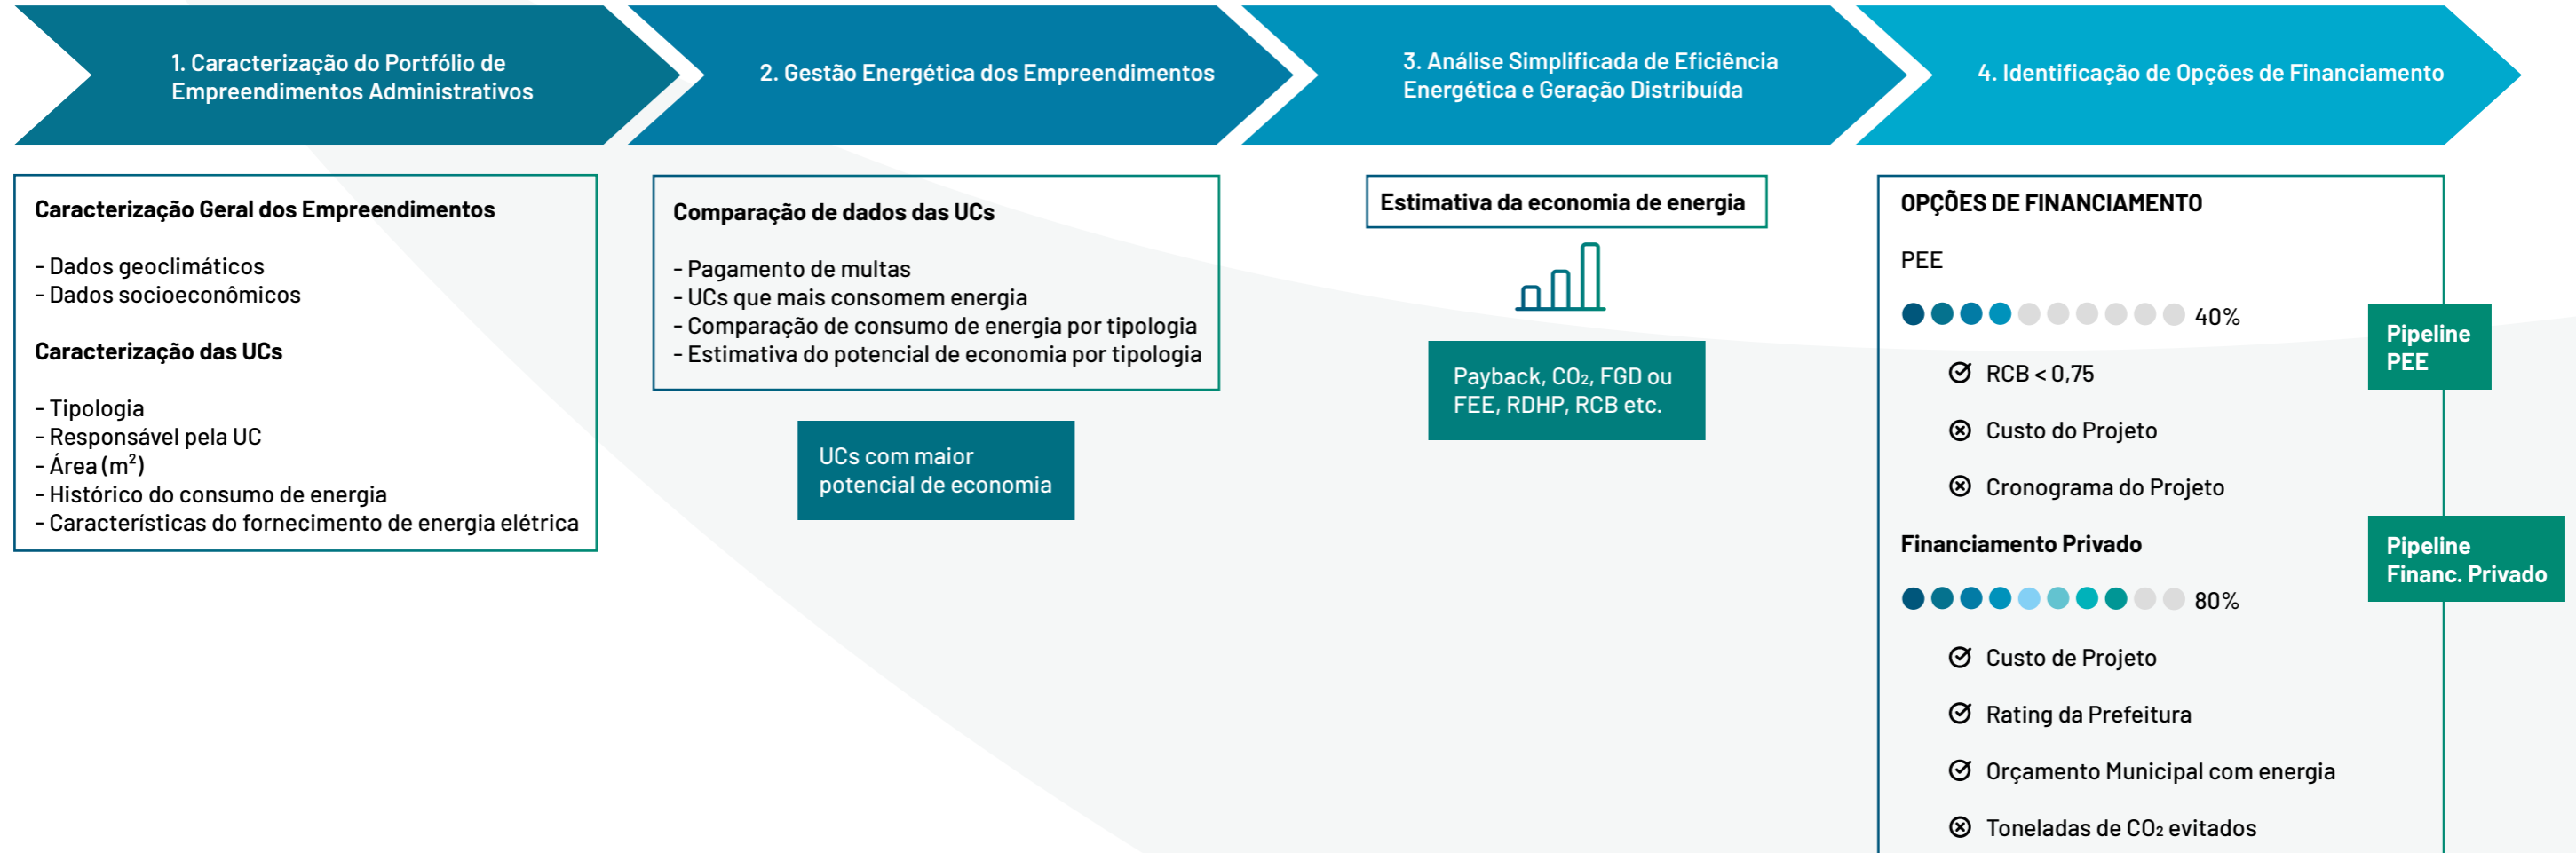 1. Caracterização do Portfólio de
Empreendimentos Administrativos
2. Gestão Energética dos Empreendimentos
3. Análise Simplificada de Eficiência
Energética e Geração Distribuída
4. Identificação de Opções de Financiamento
Caracterização Geral dos Empreendimentos
- Dados geoclimáticos
- Dados socioeconômicos
Caracterização das UCs
- Tipologia
- Responsável pela UC
- Área (m²)
- Histórico do consumo de energia
- Características do fornecimento de energia elétrica
Comparação de dados das UCs
- Pagamento de multas
- UCs que mais consomem energia
- Comparação de consumo de energia por tipologia
- Estimativa do potencial de economia por tipologia
UCs com maior
potencial de economia
Estimativa da economia de energia
Payback, CO₂, FGD ou
FEE, RDHP, RCB etc.
OPÇÕES DE FINANCIAMENTO
PEE
40%
RCB < 0,75
Custo do Projeto
Cronograma do Projeto
Pipeline
PEE
Financiamento Privado
80%
Custo de Projeto
Rating da Prefeitura
Orçamento Municipal com energia
Toneladas de CO₂ evitados
Pipeline
Financ. Privado